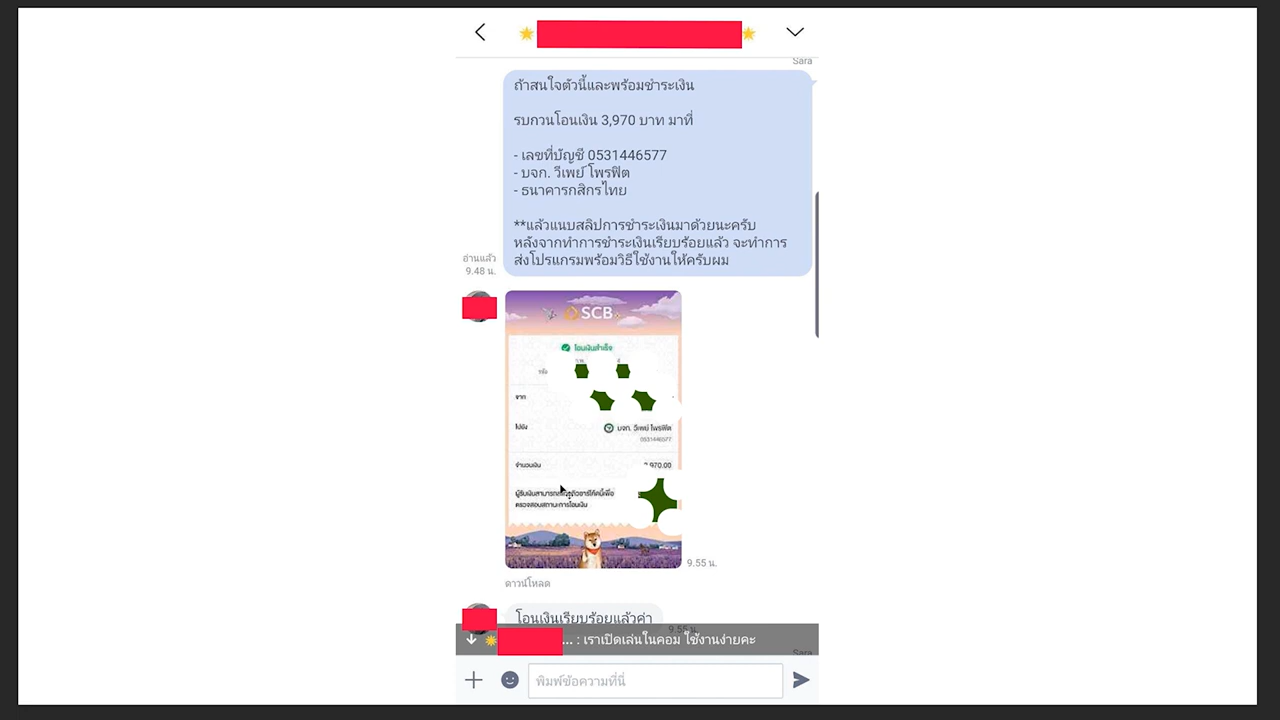 Sara
ถ้าสนใจตัวนี้และพร้อมชำระเงิน
รบกวนโอนเงิน 3,970 บาท มาที่
- เลขที่บัญชี 0531446577
- บจก. วีเพย์ โพรฟิต
- ธนาคารกสิกรไทย
**แล้วแนบสลิปการชำระเงินมาด้วยนะครับ
หลังจากทำการชำระเงินเรียบร้อยแล้ว จะทำการ
ส่งโปรแกรมพร้อมวิธีใช้งานให้ครับผม
อ่านแล้ว
9.48 น.
SCB
โอนเงินสำเร็จ
รหัส
จาก
ไปยัง
บจก. วีเพย์ โพรฟิต
0531446577
จำนวนเงิน
970.00
ผู้รับเงินสามารถ คิวอาร์โค้ดนี้เพื่อ
ตรวจสอบสถานะการโอนเงิน
9.55 น.
ดาวน์โหลด
โอนเงินเรียบร้อยแล้วค่า
9.55 น.
... : เราเปิดเล่นในคอม ใช้งานง่ายคะ
Sara
พิมพ์ข้อความที่นี่